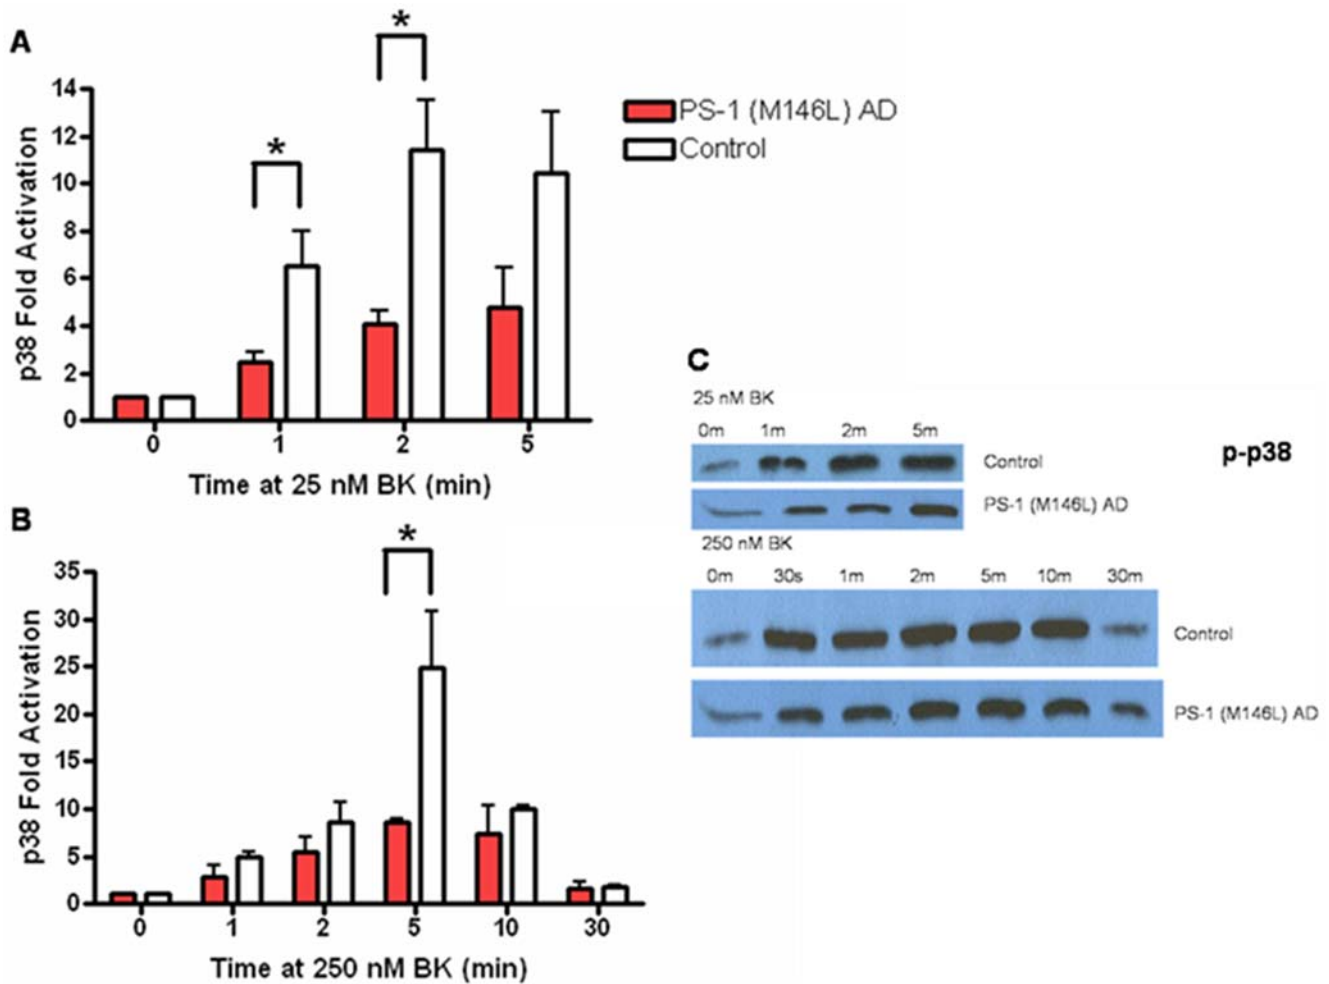 A
*
*
14
12
10
8
6
4
2
0
p38 Fold Activation
0 1 2 5
Time at 25 nM BK (min)
PS-1 (M146L) AD
Control
B
*
35
30
25
20
15
10
5
0
p38 Fold Activation
0 1 2 5 10 30
Time at 250 nM BK (min)
C
25 nM BK
0m 1m 2m 5m
Control
p-p38
PS-1 (M146L) AD
250 nM BK
0m 30s 1m 2m 5m 10m 30m
Control
PS-1 (M146L) AD